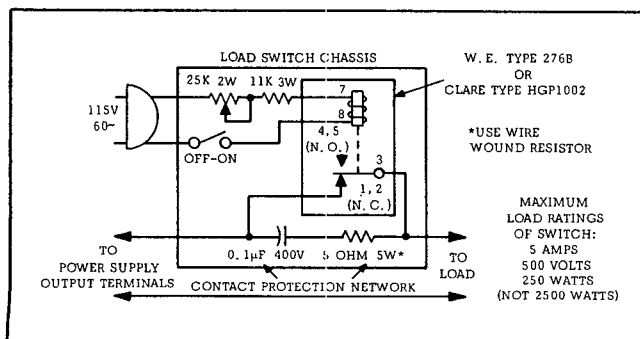 LOAD SWITCH CHASSIS
W. E. TYPE 276B
OR
CLARE TYPE HGP1002
25K 2W
11K 3W
7
8
115V
60~
4, 5
(N. O.)
OFF-ON
3
1, 2
(N. C.)
*USE WIRE
WOUND RESISTOR
MAXIMUM
LOAD RATINGS
OF SWITCH:
5 AMPS
500 VOLTS
250 WATTS
(NOT 2500 WATTS)
TO
POWER SUPPLY
OUTPUT TERMINALS
0.1μF 400V
5 OHM 5W*
TO
LOAD
CONTACT PROTECTION NETWORK